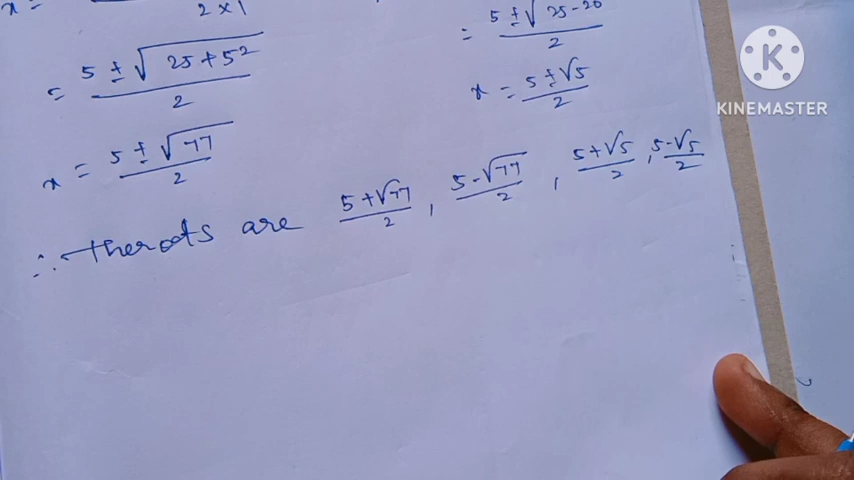 x =
2 × 1
= 5 ± √25 + 5² / 2
x = 5 ± √77 / 2
= 5 ± √25 - 20 / 2
x = 5 ± √5 / 2
∴ The roots are 5 + √77 / 2 , 5 - √77 / 2 , 5 + √5 / 2 , 5 - √5 / 2
K
KINEMASTER